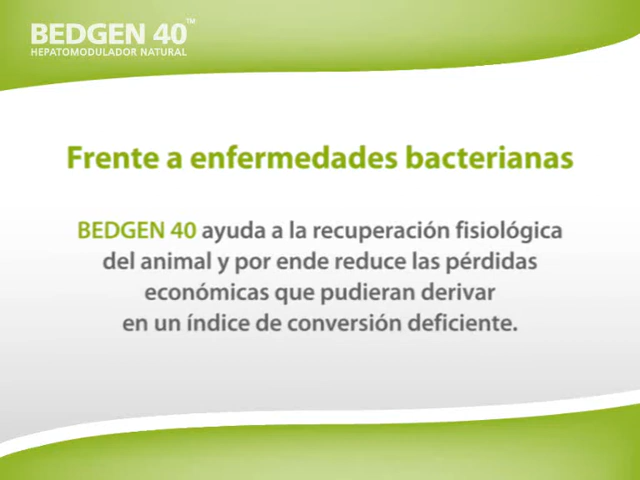 BEDGEN 40™
HEPATOMODULADOR NATURAL
Frente a enfermedades bacterianas
BEDGEN 40 ayuda a la recuperación fisiológica
del animal y por ende reduce las pérdidas
económicas que pudieran derivar
en un índice de conversión deficiente.